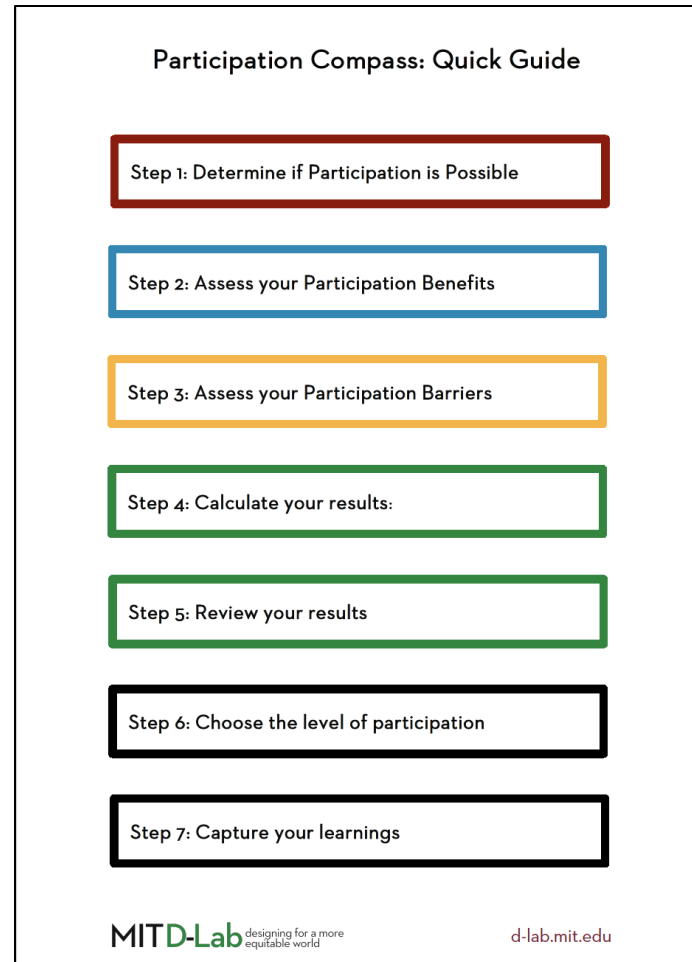 Participation Compass: Quick Guide
Step 1: Determine if Participation is Possible
Step 2: Assess your Participation Benefits
Step 3: Assess your Participation Barriers
Step 4: Calculate your results:
Step 5: Review your results
Step 6: Choose the level of participation
Step 7: Capture your learnings
MIT D-Lab designing for a more
equitable world
d-lab.mit.edu